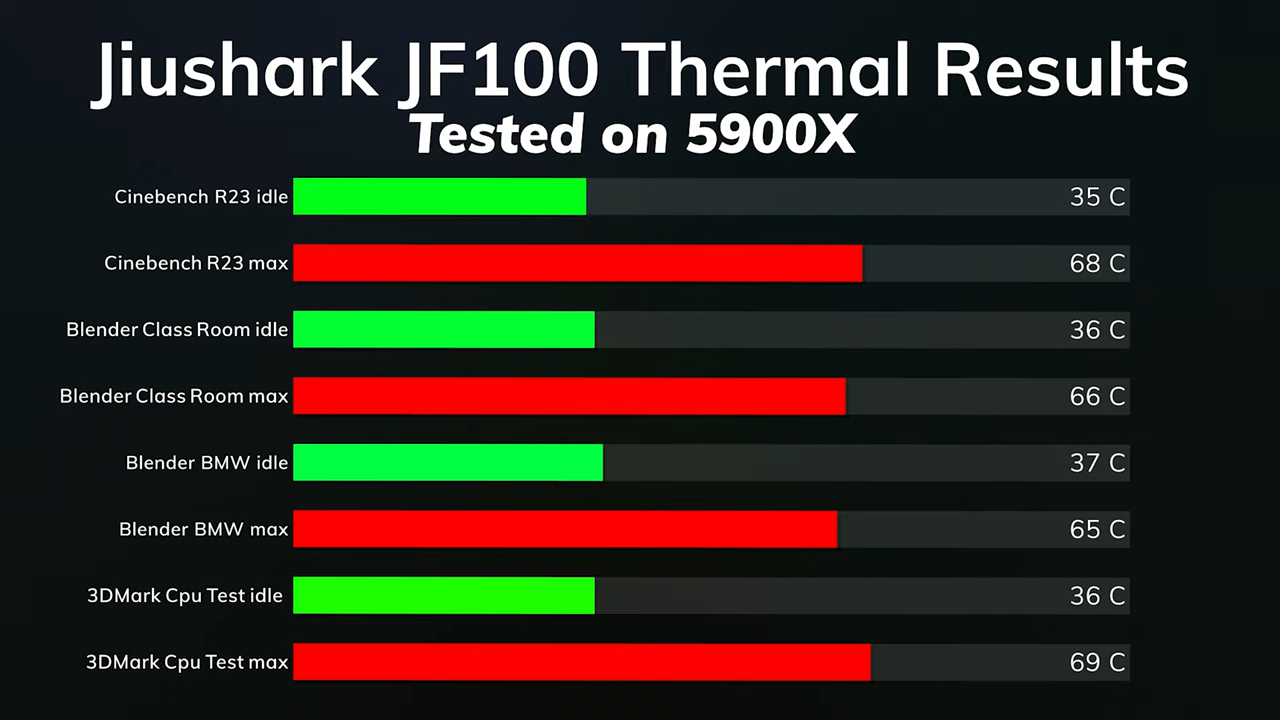 Jiushark JF100 Thermal Results
Tested on 5900X
Cinebench R23 idle 35 C
Cinebench R23 max 68 C
Blender Class Room idle 36 C
Blender Class Room max 66 C
Blender BMW idle 37 C
Blender BMW max 65 C
3DMark Cpu Test idle 36 C
3DMark Cpu Test max 69 C